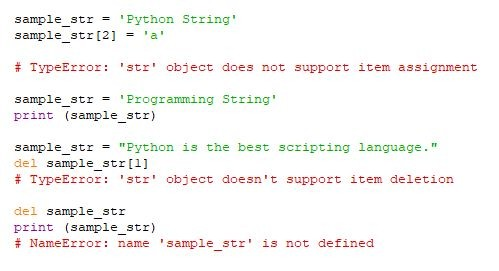 sample_str = 'Python String'
sample_str[2] = 'a'
# TypeError: 'str' object does not support item assignment
sample_str = 'Programming String'
print (sample_str)
sample_str = "Python is the best scripting language."
del sample_str[1]
# TypeError: 'str' object doesn't support item deletion
del sample_str
print (sample_str)
# NameError: name 'sample_str' is not defined